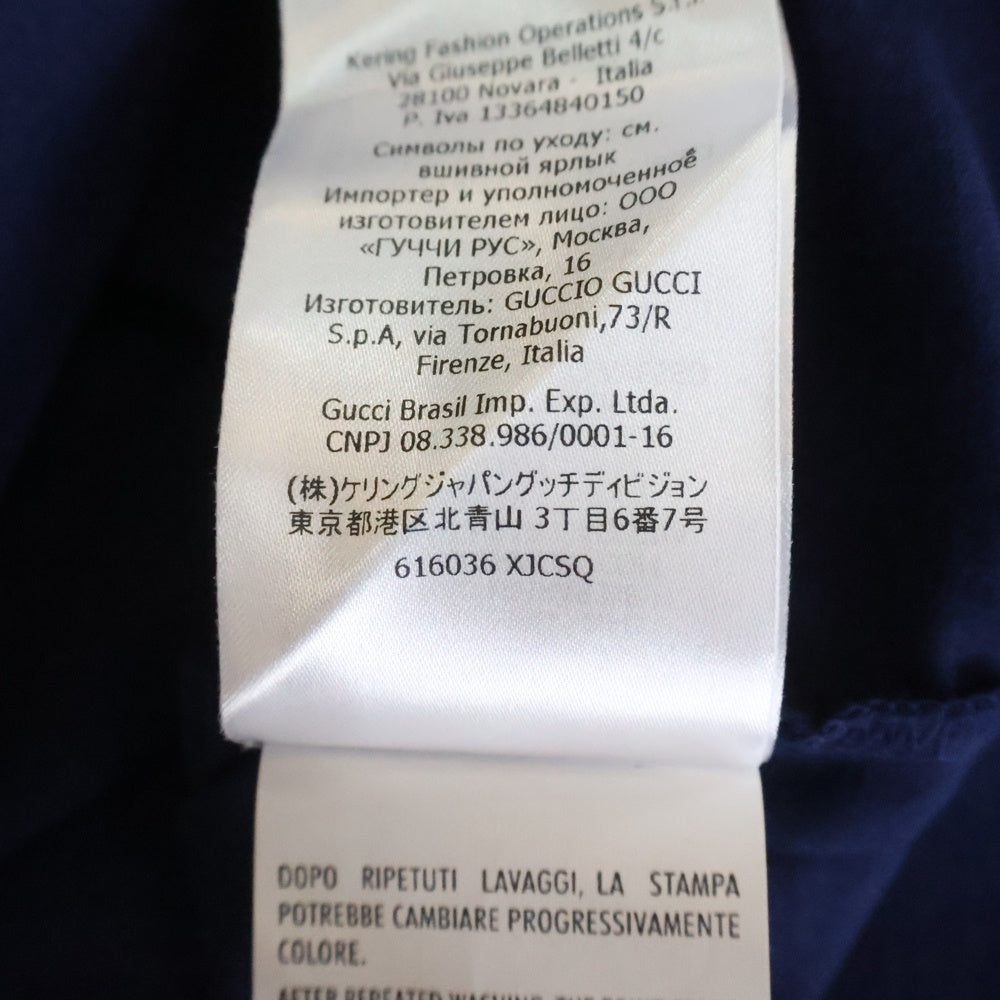 Kering Fashion Operations S.r.l.
Via Giuseppe Belletti 4/c
28100 Novara - Italia
P. Iva 13364840150
Символы по уходу: см.
вшивной ярлык
Импортер и уполномоченное
изготовителем лицо: ООО
«ГУЧЧИ РУС», Москва,
Петровка, 16
Изготовитель: GUCCIO GUCCI
S.p.A, via Tornabuoni,73/R
Firenze, Italia
Gucci Brasil Imp. Exp. Ltda.
CNPJ 08.338.986/0001-16
(株)ケリングジャパングッチディビジョン
東京都港区北青山 3丁目6番7号
616036 XJCSQ
DOPO RIPETUTI LAVAGGI, LA STAMPA
POTREBBE CAMBIARE PROGRESSIVAMENTE
COLORE.
AFTER REPEATED WASHING, THE